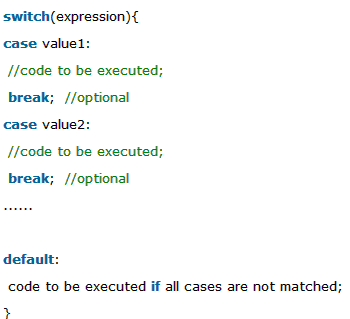 switch(expression){
case value1:
 //code to be executed;
 break;  //optional
case value2:
 //code to be executed;
 break;  //optional
......
default:
 code to be executed if all cases are not matched;
}